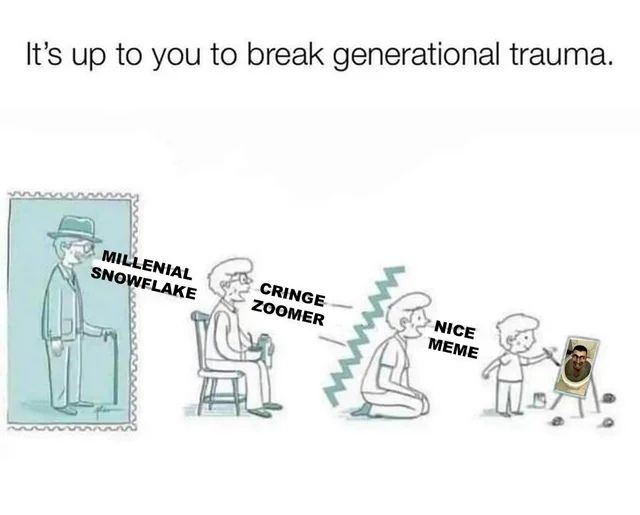 It's up to you to break generational trauma.
MILLENIAL
SNOWFLAKE
CRINGE
ZOOMER
NICE
MEME